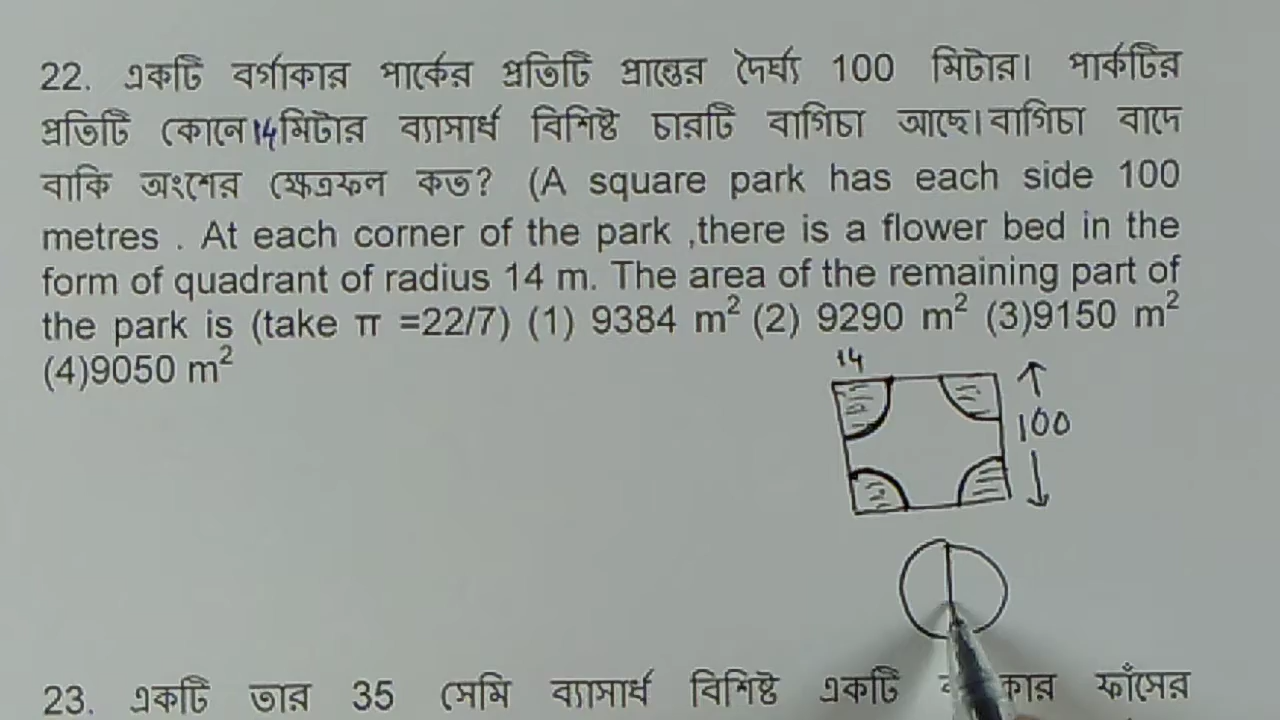 22. একটি বর্গাকার পার্কের প্রতিটি প্রান্তের দৈর্ঘ্য 100 মিটার। পার্কটির
প্রতিটি কোনে 14 মিটার ব্যাসার্ধ বিশিষ্ট চারটি বাগিচা আছে। বাগিচা বাদে
বাকি অংশের ক্ষেত্রফল কত? (A square park has each side 100
metres . At each corner of the park ,there is a flower bed in the
form of quadrant of radius 14 m. The area of the remaining part of
the park is (take π =22/7) (1) 9384 m² (2) 9290 m² (3)9150 m²
(4)9050 m²
14
100
23. একটি তার 35 সেমি ব্যাসার্ধ বিশিষ্ট একটি কার ফাঁসের